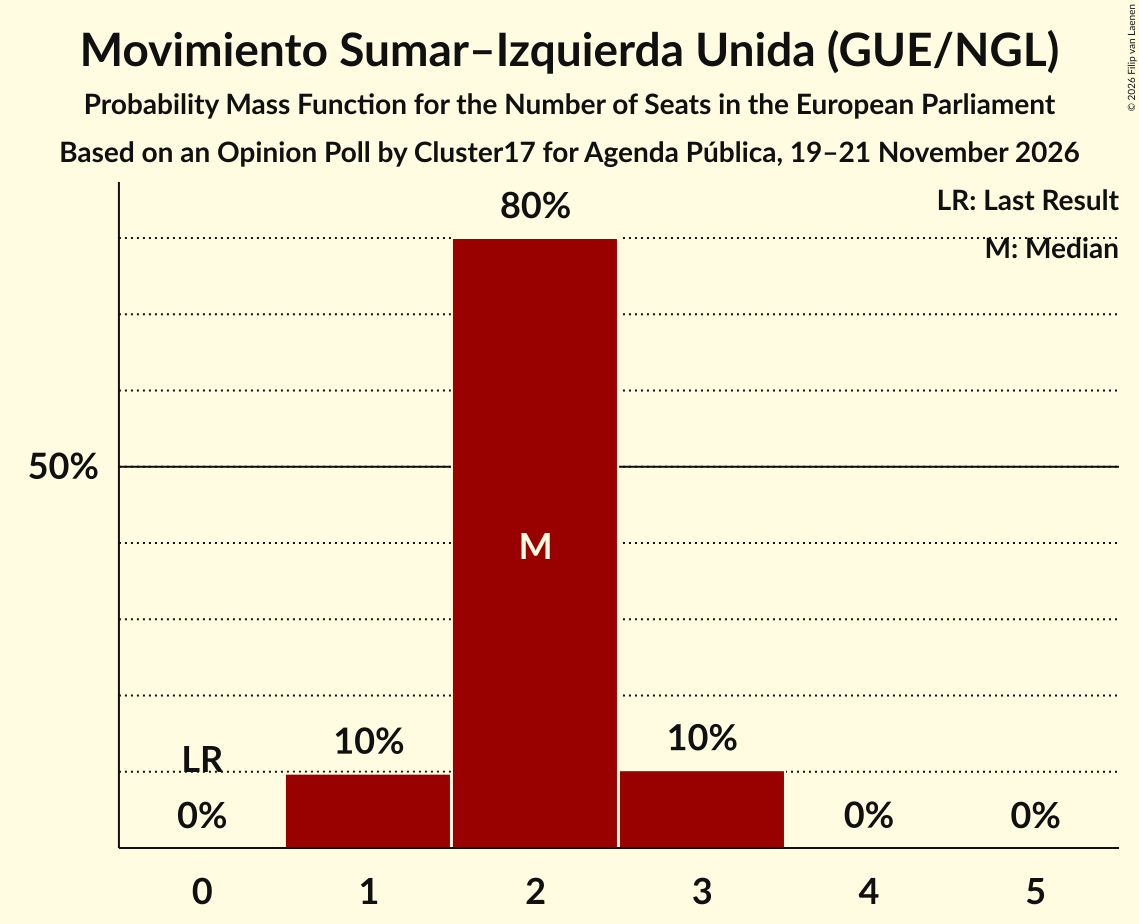 Movimiento Sumar–Izquierda Unida (GUE/NGL)
Probability Mass Function for the Number of Seats in the European Parliament
Based on an Opinion Poll by Cluster17 for Agenda Pública, 19–21 November 2026
© 2026 Filip van Laenen
LR: Last Result
M: Median
80%
50%
M
LR
10%
10%
0%
0%
0%
0 1 2 3 4 5